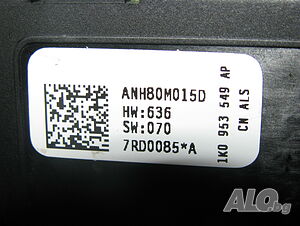 ANH80M015D
HW:636
SW:070
7RD0085*A
1K0 953 549 AP
CN ALS
ALO.bg